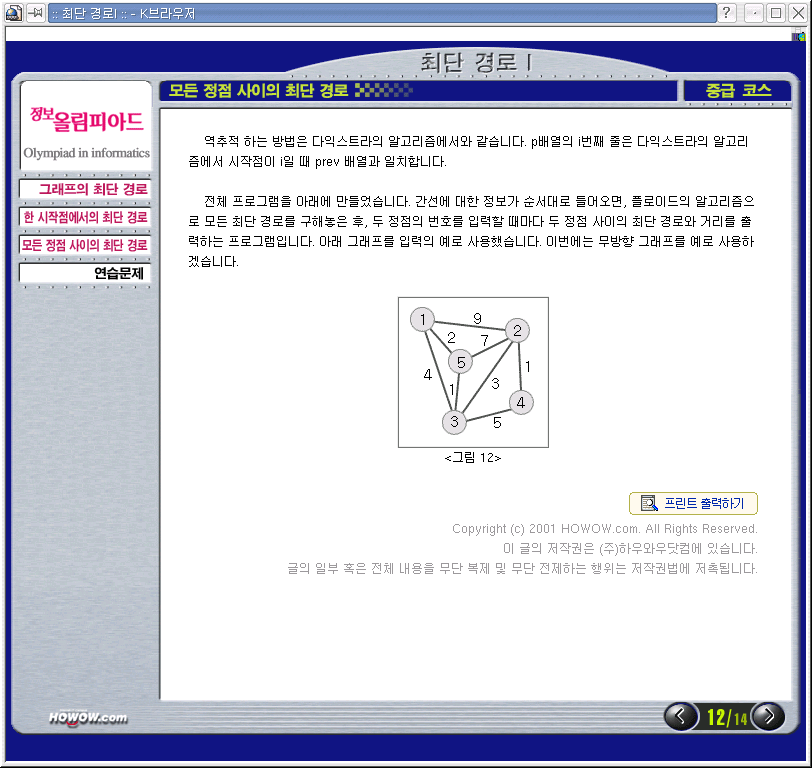 :: 최단 경로I :: - K브라우저
최단 경로 I
모든 정점 사이의 최단 경로
중급 코스
정보올림피아드
Olympiad in informatics
그래프의 최단 경로
한 시작점에서의 최단 경로
모든 정점 사이의 최단 경로
연습문제
역추적 하는 방법은 다익스트라의 알고리즘에서와 같습니다. p배열의 i번째 줄은 다익스트라의 알고리
즘에서 시작점이 i일 때 prev 배열과 일치합니다.
전체 프로그램을 아래에 만들었습니다. 간선에 대한 정보가 순서대로 들어오면, 플로이드의 알고리즘으
로 모든 최단 경로를 구해놓은 후, 두 정점의 번호를 입력할 때마다 두 정점 사이의 최단 경로와 거리를 출
력하는 프로그램입니다. 아래 그래프를 입력의 예로 사용했습니다. 이번에는 무방향 그래프를 예로 사용하
겠습니다.
1
9
2
2
7
5
4
1
1
3
4
3
5
<그림 12>
프린트 출력하기
Copyright (c) 2001 HOWOW.com. All Rights Reserved.
이 글의 저작권은 (주)하우와우닷컴에 있습니다.
글의 일부 혹은 전체 내용을 무단 복제 및 무단 전제하는 행위는 저작권법에 저촉됩니다.
HOWOW.com
12/14